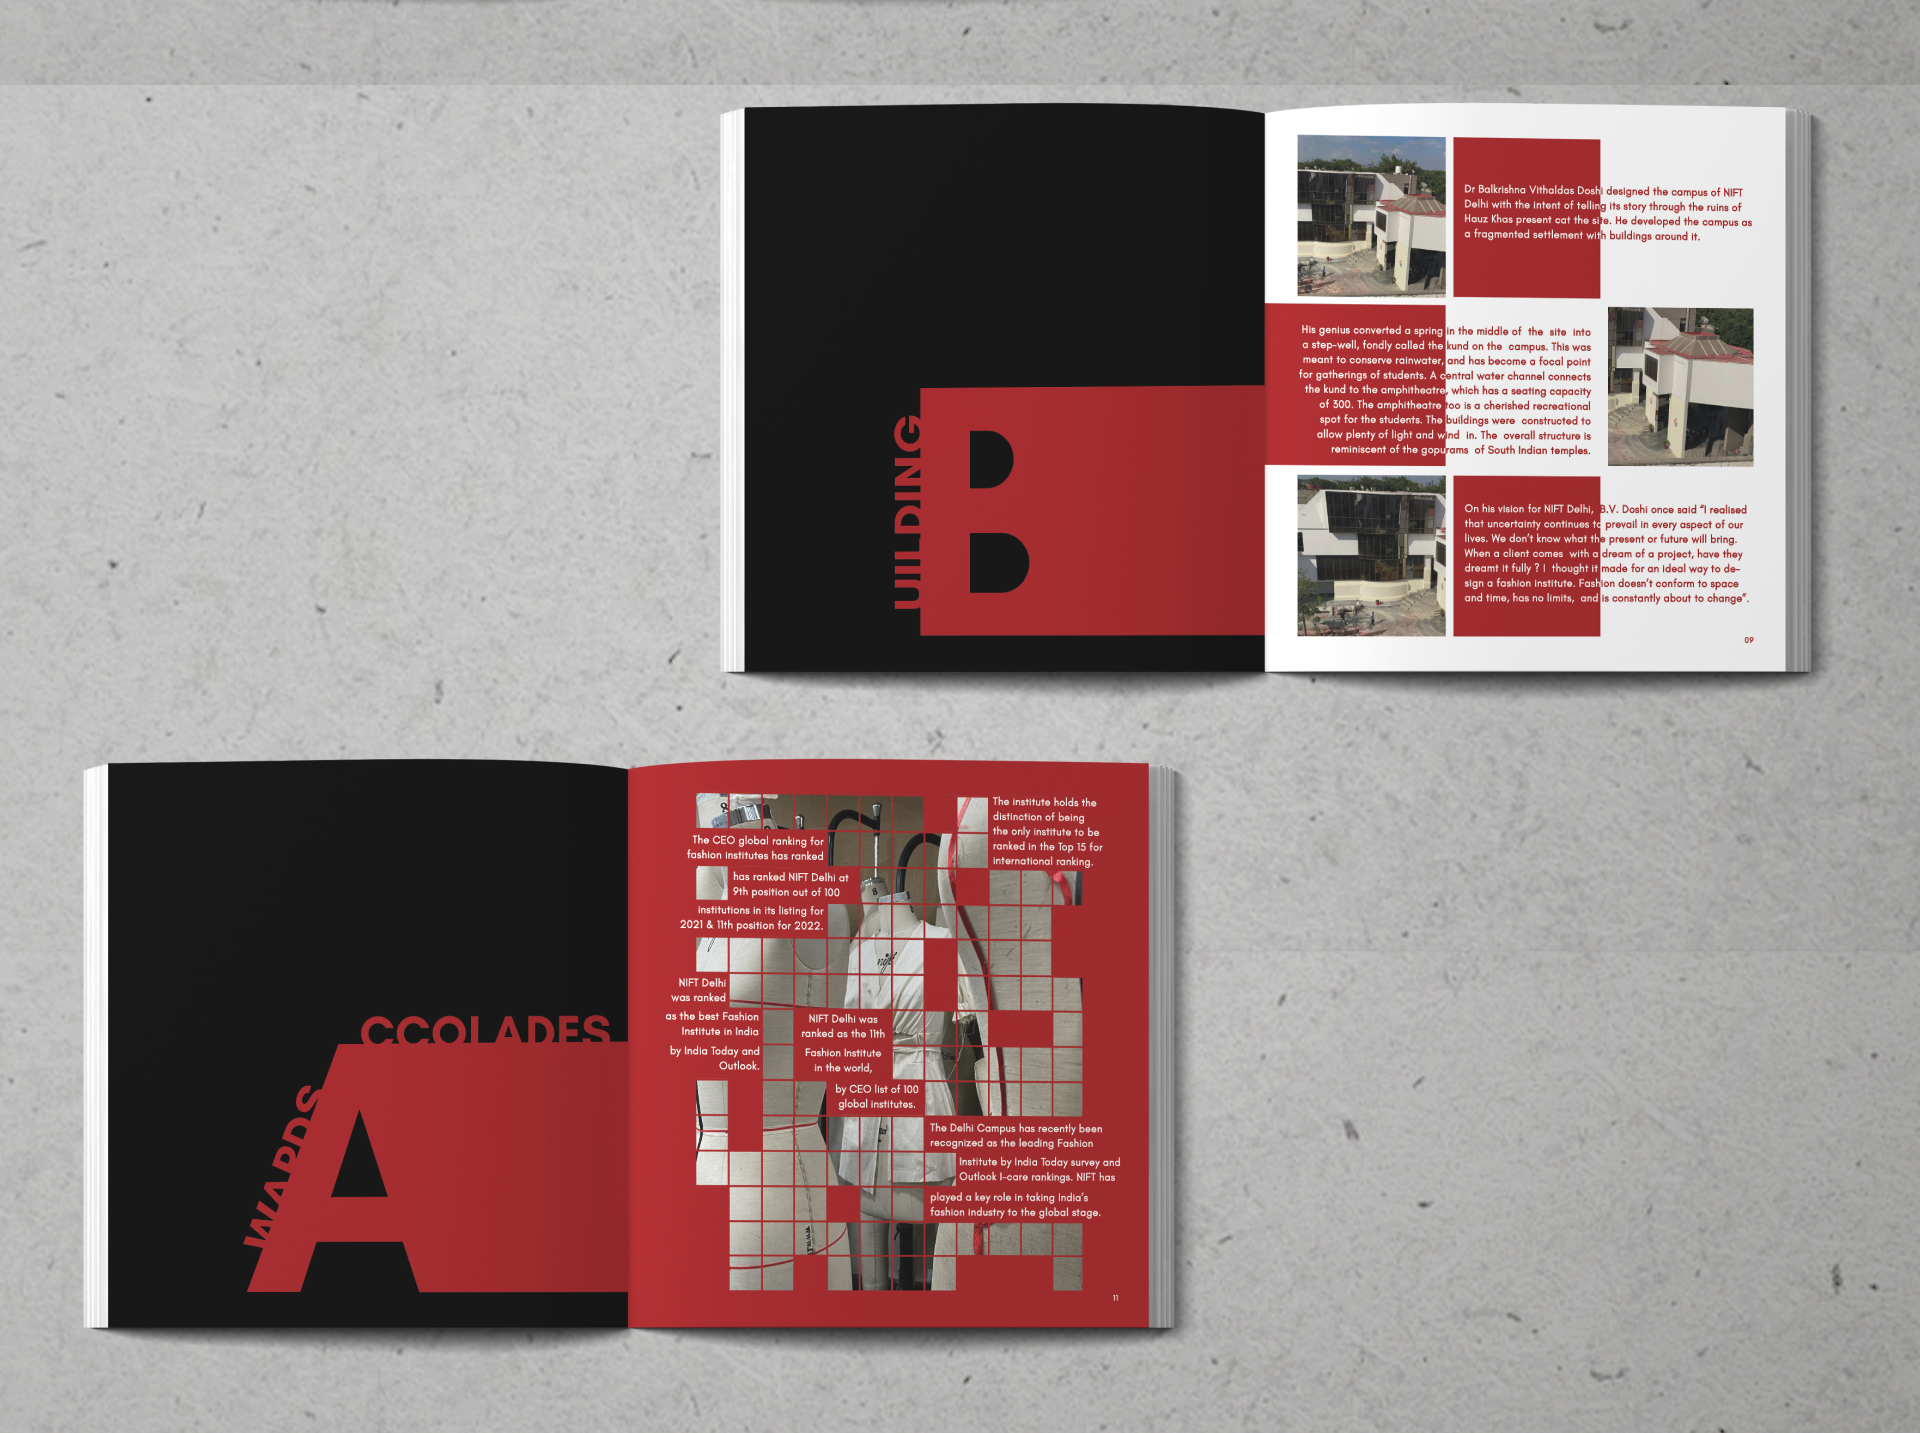 UILDING
B
Dr Balkrishna Vithaldas Doshi designed the campus of NIFT
Delhi with the intent of telling its story through the ruins of
Hauz Khas present cat the site. He developed the campus as
a fragmented settlement with buildings around it.
His genius converted a spring in the middle of the site into
a step-well, fondly called the kund on the campus. This was
meant to conserve rainwater, and has become a focal point
for gatherings of students. A central water channel connects
the kund to the amphitheatre, which has a seating capacity
of 300. The amphitheatre too is a cherished recreational
spot for the students. The buildings were constructed to
allow plenty of light and wind in. The overall structure is
reminiscent of the gopurams of South Indian temples.
On his vision for NIFT Delhi, B.V. Doshi once said “I realised
that uncertainty continues to prevail in every aspect of our
lives. We don’t know what the present or future will bring.
When a client comes with a dream of a project, have they
dreamt it fully ? I thought it made for an ideal way to de-
sign a fashion institute. Fashion doesn’t conform to space
and time, has no limits, and is constantly about to change”.
09
CCOLADES
WARDS
A
The CEO global ranking for
fashion institutes has ranked
has ranked NIFT Delhi at
9th position out of 100
institutions in its listing for
2021 & 11th position for 2022.
The institute holds the
distinction of being
the only institute to be
ranked in the Top 15 for
international ranking.
8
8
nift
NIFT Delhi
was ranked
as the best Fashion
Institute in India
by India Today and
Outlook.
NIFT Delhi was
ranked as the 11th
Fashion Institute
in the world,
by CEO list of 100
global institutes.
The Delhi Campus has recently been
recognized as the leading Fashion
Institute by India Today survey and
Outlook I-care rankings. NIFT has
played a key role in taking India’s
fashion industry to the global stage.
11